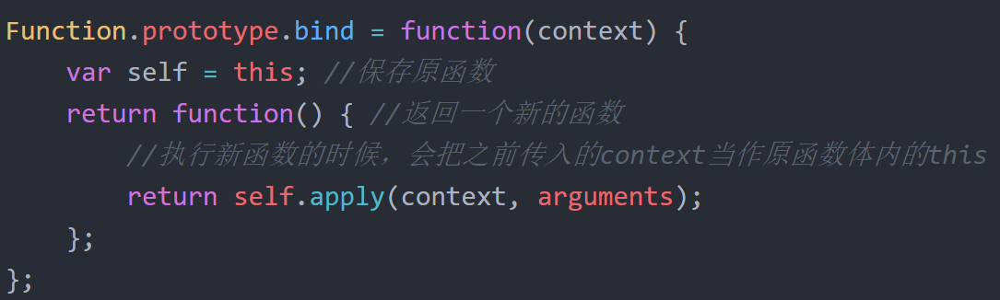 Function.prototype.bind = function(context) {
    var self = this; //保存原函数
    return function() { //返回一个新的函数
        //执行新函数的时候，会把之前传入的context当作原函数体内的this
        return self.apply(context, arguments);
    };
};